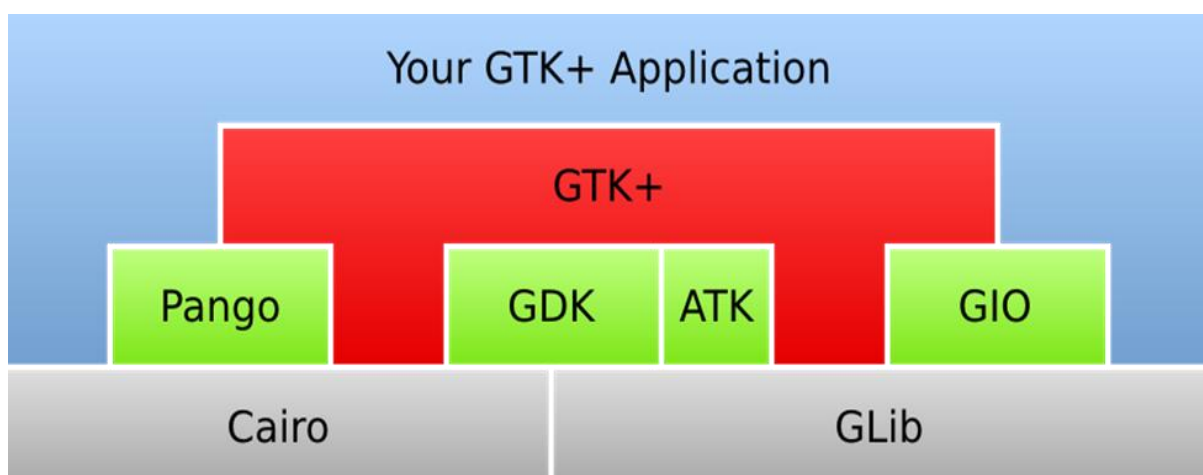 Your GTK+ Application
GTK+
Pango GDK ATK GIO
Cairo GLib